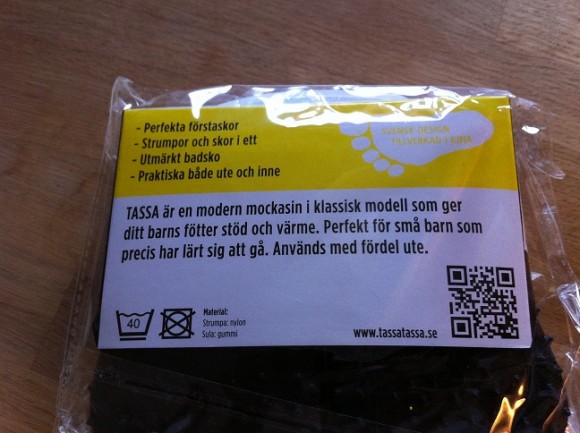 - Perfekta förstaskor
- Strumpor och skor i ett
- Utmärkt badsko
- Praktiska både ute och inne
SVENSK DESIGN
TILLVERKAD I KINA
TASSA är en modern mockasin i klassisk modell som ger
ditt barns fötter stöd och värme. Perfekt för små barn som
precis har lärt sig att gå. Används med fördel ute.
40
Material:
Strumpa: nylon
Sula: gummi
www.tassatassa.se